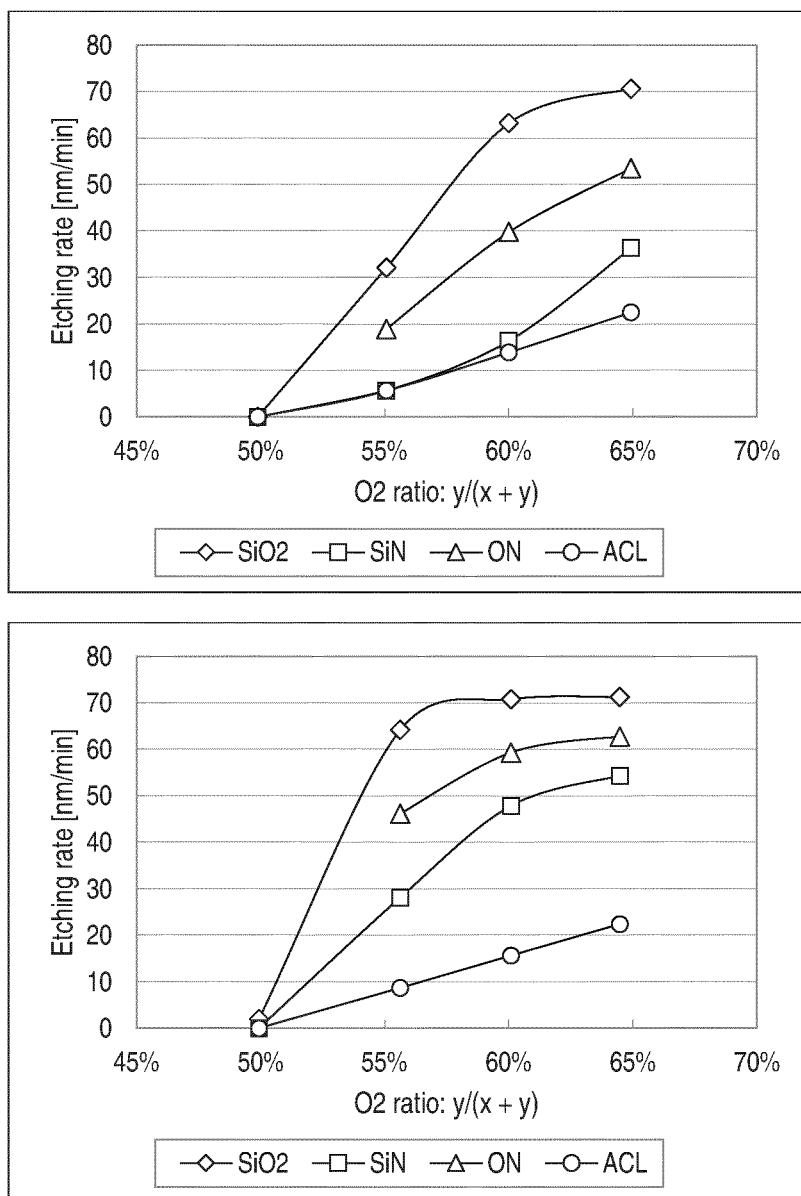 80
70
60
50
40
30
20
10
0
Etching rate [nm/min]
45% 50% 55% 60% 65% 70%
O2 ratio: y/(x + y)
SiO2 SiN ON ACL
80
70
60
50
40
30
20
10
0
Etching rate [nm/min]
45% 50% 55% 60% 65% 70%
O2 ratio: y/(x + y)
SiO2 SiN ON ACL